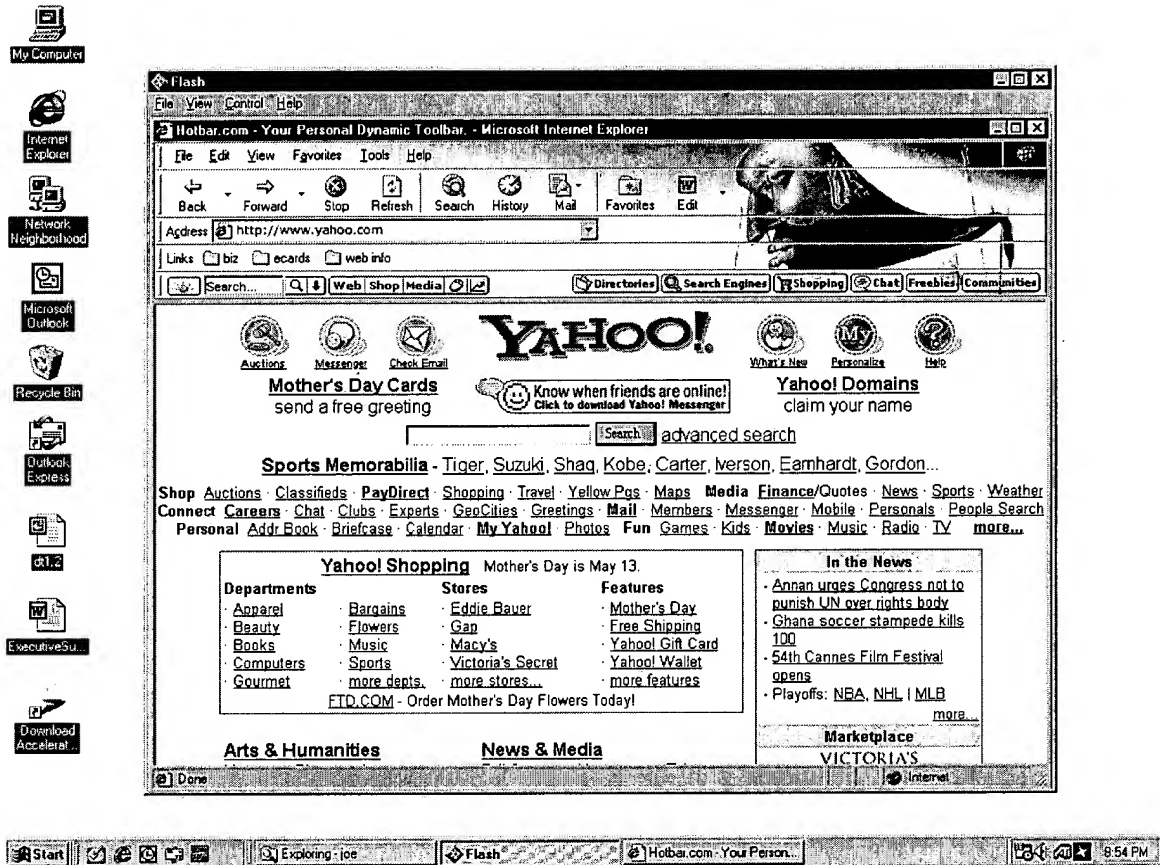 My Computer
Internet
Explorer
Network
Neighborhood
Microsoft
Outlook
Recycle Bin
Outlook
Express
dt1.2
ExecutiveSu...
Download
Accelerat...
Flash
File View Control Help
Hotbar.com - Your Personal Dynamic Toolbar. - Microsoft Internet Explorer
File Edit View Favorites Tools Help
Back Forward Stop Refresh Search History Mail Favorites Edit
Address http://www.yahoo.com
Links biz ecards web info
Search... Web Shop Media Directories Search Engines Shopping Chat Freebies Communities
YAHOO!
Auctions Messenger Check Email What's New Personalize Help
Mother's Day Cards
send a free greeting
Know when friends are online!
Click to download Yahoo! Messenger
Yahoo! Domains
claim your name
Search advanced search
Sports Memorabilia - Tiger, Suzuki, Shaq, Kobe, Carter, Iverson, Earnhardt, Gordon...
Shop Auctions · Classifieds · PayDirect · Shopping · Travel · Yellow Pgs · Maps Media Finance/Quotes · News · Sports · Weather
Connect Careers · Chat · Clubs · Experts · GeoCities · Greetings · Mail · Members · Messenger · Mobile · Personals · People Search
Personal Addr Book · Briefcase · Calendar · My Yahoo! · Photos Fun Games · Kids · Movies · Music · Radio · TV more...
Yahoo! Shopping Mother's Day is May 13.
Departments Stores Features
· Apparel · Bargains · Eddie Bauer · Mother's Day
· Beauty · Flowers · Gap · Free Shipping
· Books · Music · Macy's · Yahoo! Gift Card
· Computers · Sports · Victoria's Secret · Yahoo! Wallet
· Gourmet · more depts. · more stores... · more features
FTD.COM - Order Mother's Day Flowers Today!
In the News
· Annan urges Congress not to
punish UN over rights body
· Ghana soccer stampede kills
100
· 54th Cannes Film Festival
opens
· Playoffs: NBA, NHL | MLB
more...
Marketplace
VICTORIA'S
Arts & Humanities News & Media
Done Internet
Start Exploring - joe Flash Hotbar.com - Your Person... 8:54 PM